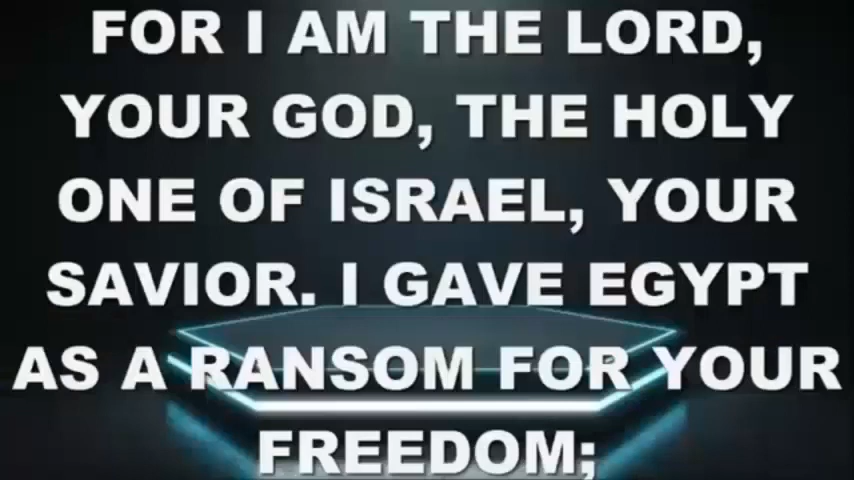 FOR I AM THE LORD,
YOUR GOD, THE HOLY
ONE OF ISRAEL, YOUR
SAVIOR. I GAVE EGYPT
AS A RANSOM FOR YOUR
FREEDOM;